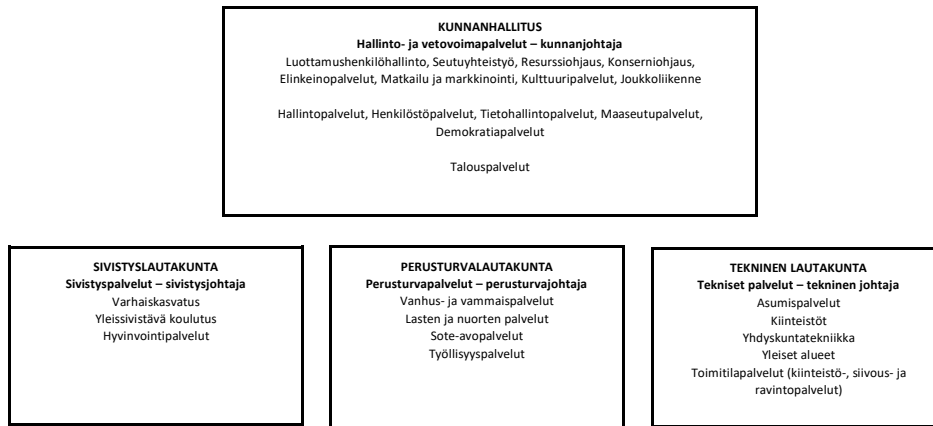 KUNNANHALLITUS
Hallinto- ja vetovoimapalvelut – kunnanjohtaja
Luottamushenkilöhallinto, Seutuyhteistyö, Resurssiohjaus, Konserniohjaus,
Elinkeinopalvelut, Matkailu ja markkinointi, Kulttuuripalvelut, Joukkoliikenne
Hallintopalvelut, Henkilöstöpalvelut, Tietohallintopalvelut, Maaseutupalvelut,
Demokratiapalvelut
Talouspalvelut
SIVISTYSLAUTAKUNTA
Sivistyspalvelut – sivistysjohtaja
Varhaiskasvatus
Yleissivistävä koulutus
Hyvinvointipalvelut
PERUSTURVALAUTAKUNTA
Perusturvapalvelut – perusturvajohtaja
Vanhus- ja vammaispalvelut
Lasten ja nuorten palvelut
Sote-avopalvelut
Työllisyyspalvelut
TEKNINEN LAUTAKUNTA
Tekniset palvelut – tekninen johtaja
Asumispalvelut
Kiinteistöt
Yhdyskuntatekniikka
Yleiset alueet
Toimitilapalvelut (kiinteistö-, siivous- ja
ravintopalvelut)